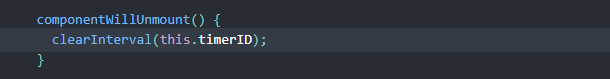 componentWillUnmount() {
  clearInterval(this.timerID);
}